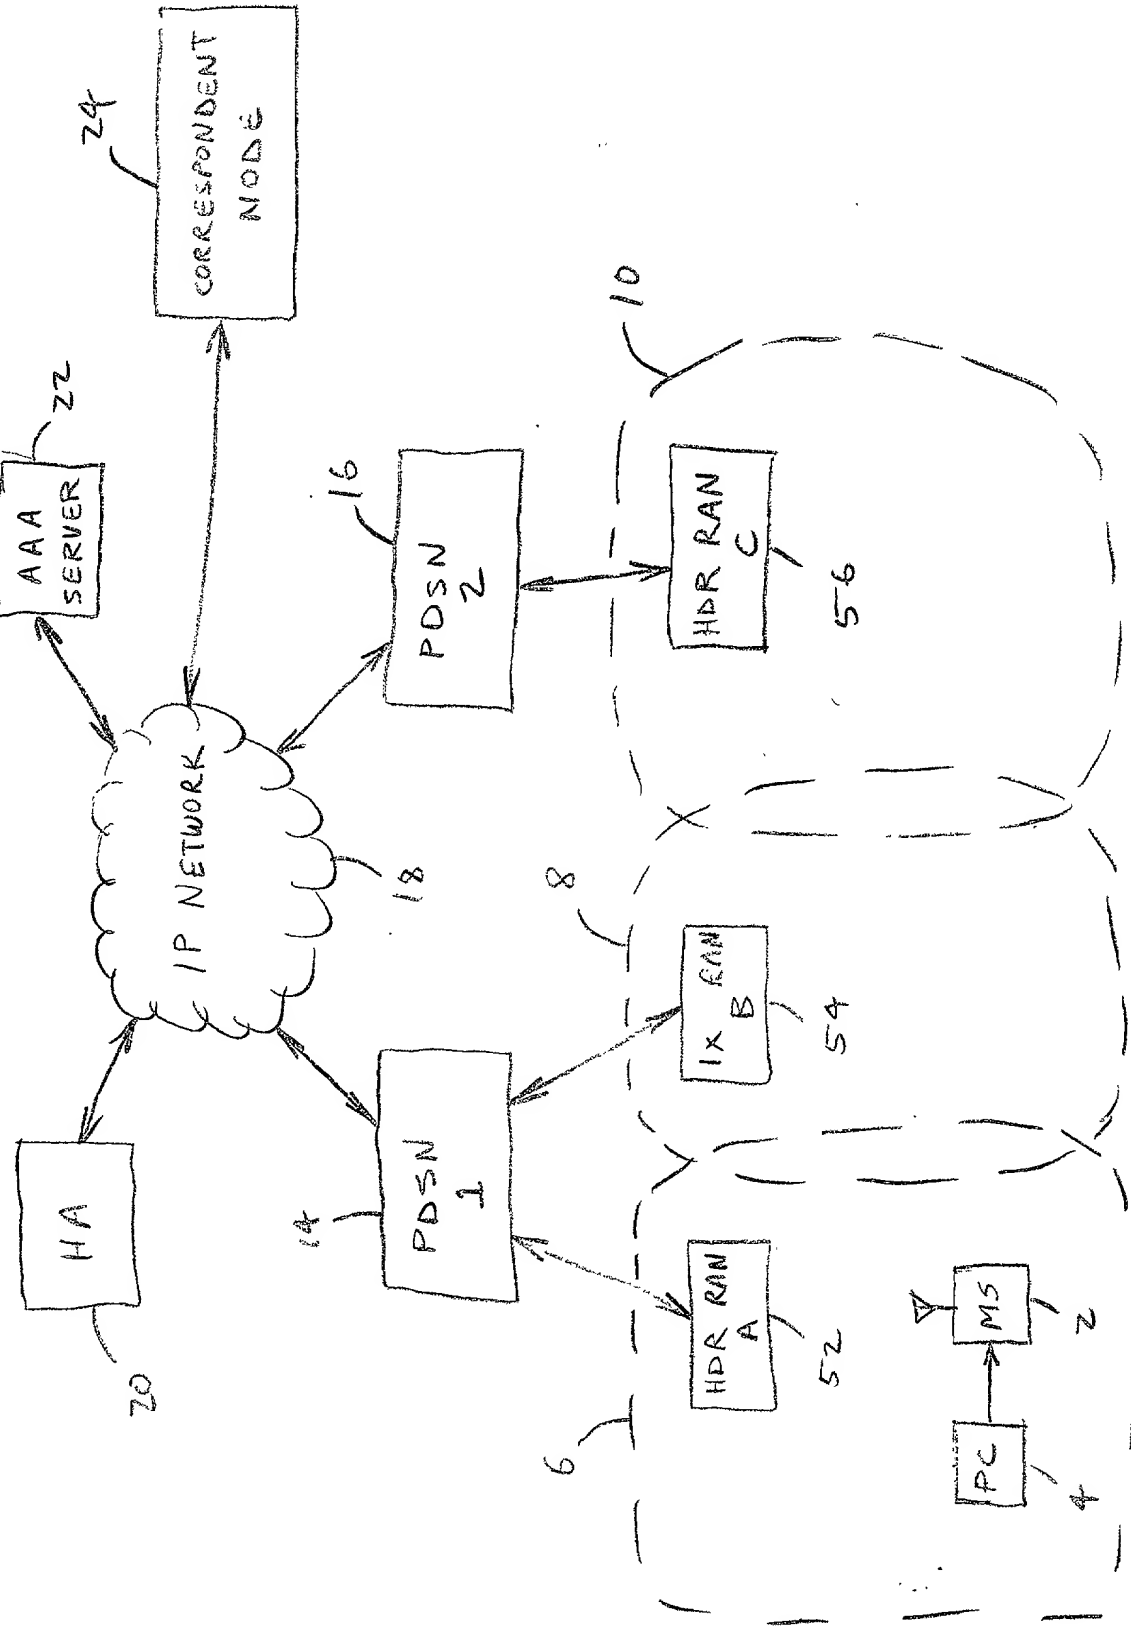 HA
20
AAA
SERVER
22
CORRESPONDENT
NODE
24
IP NETWORK
18
PDSN
1
14
PDSN
2
16
6
8
10
HDR RAN
A
52
1X RAN
B
54
HDR RAN
C
56
PC
4
MS
2